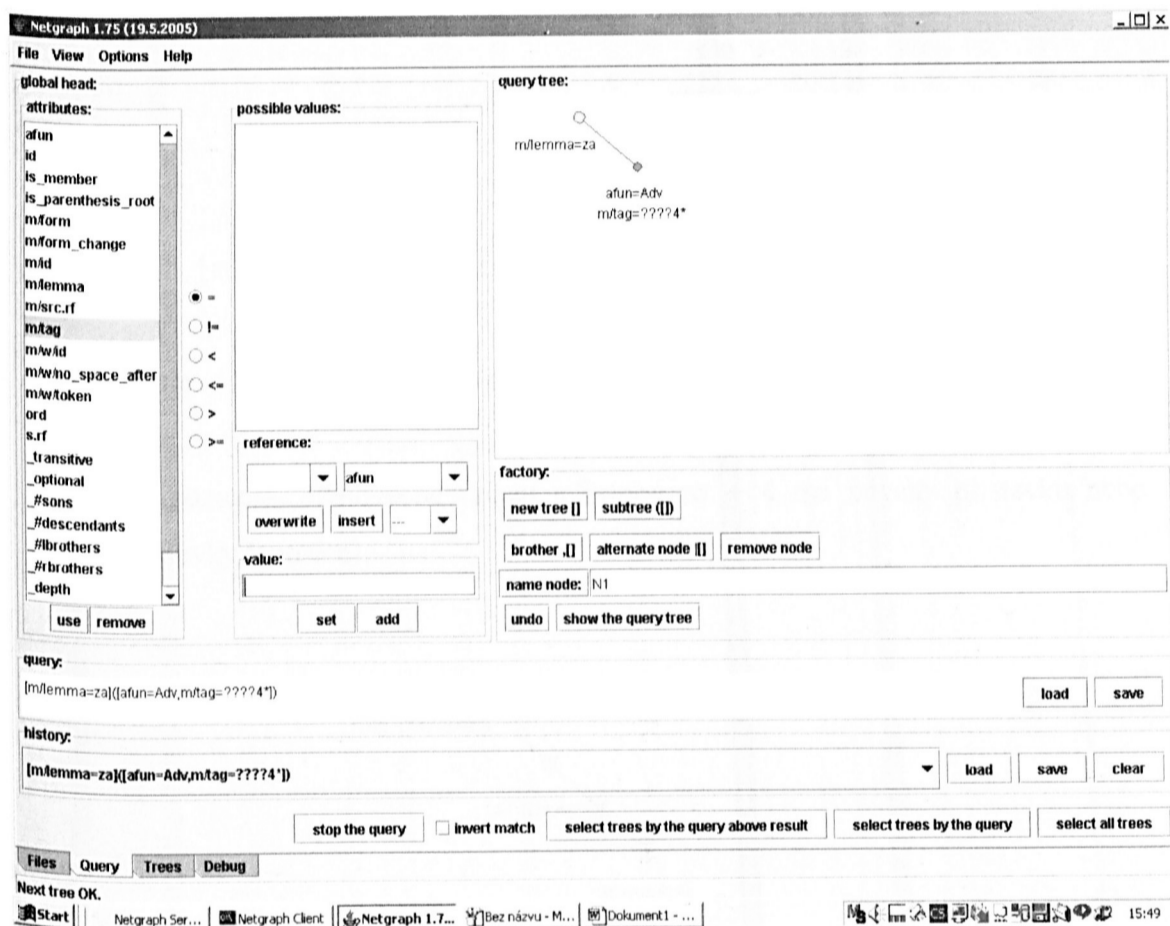 Netgraph 1.75 (19.5.2005)
File View Options Help
global head:
attributes:
afun
id
is_member
is_parenthesis_root
m/form
m/form_change
m/id
m/lemma
m/src.rf
m/tag
m/w/id
m/w/no_space_after
m/w/token
ord
s.rf
_transitive
_optional
_#sons
_#descendants
_#lbrothers
_#rbrothers
_depth
use remove
=
!=
<
<=
>
>=
possible values:
reference:
afun
overwrite insert ...
value:
set add
query tree:
m/lemma=za
afun=Adv
m/tag=????4*
factory:
new tree [] subtree ([])
brother ,[] alternate node |[] remove node
name node: N1
undo show the query tree
query:
[m/lemma=za]([afun=Adv,m/tag=????4*])
load save
history:
[m/lemma=za]([afun=Adv,m/tag=????4*])
load save clear
stop the query invert match select trees by the query above result select trees by the query select all trees
Files Query Trees Debug
Next tree OK.
Start Netgraph Ser... Netgraph Client Netgraph 1.7... Bez názvu - M... Dokument1 - ... CS 15:49